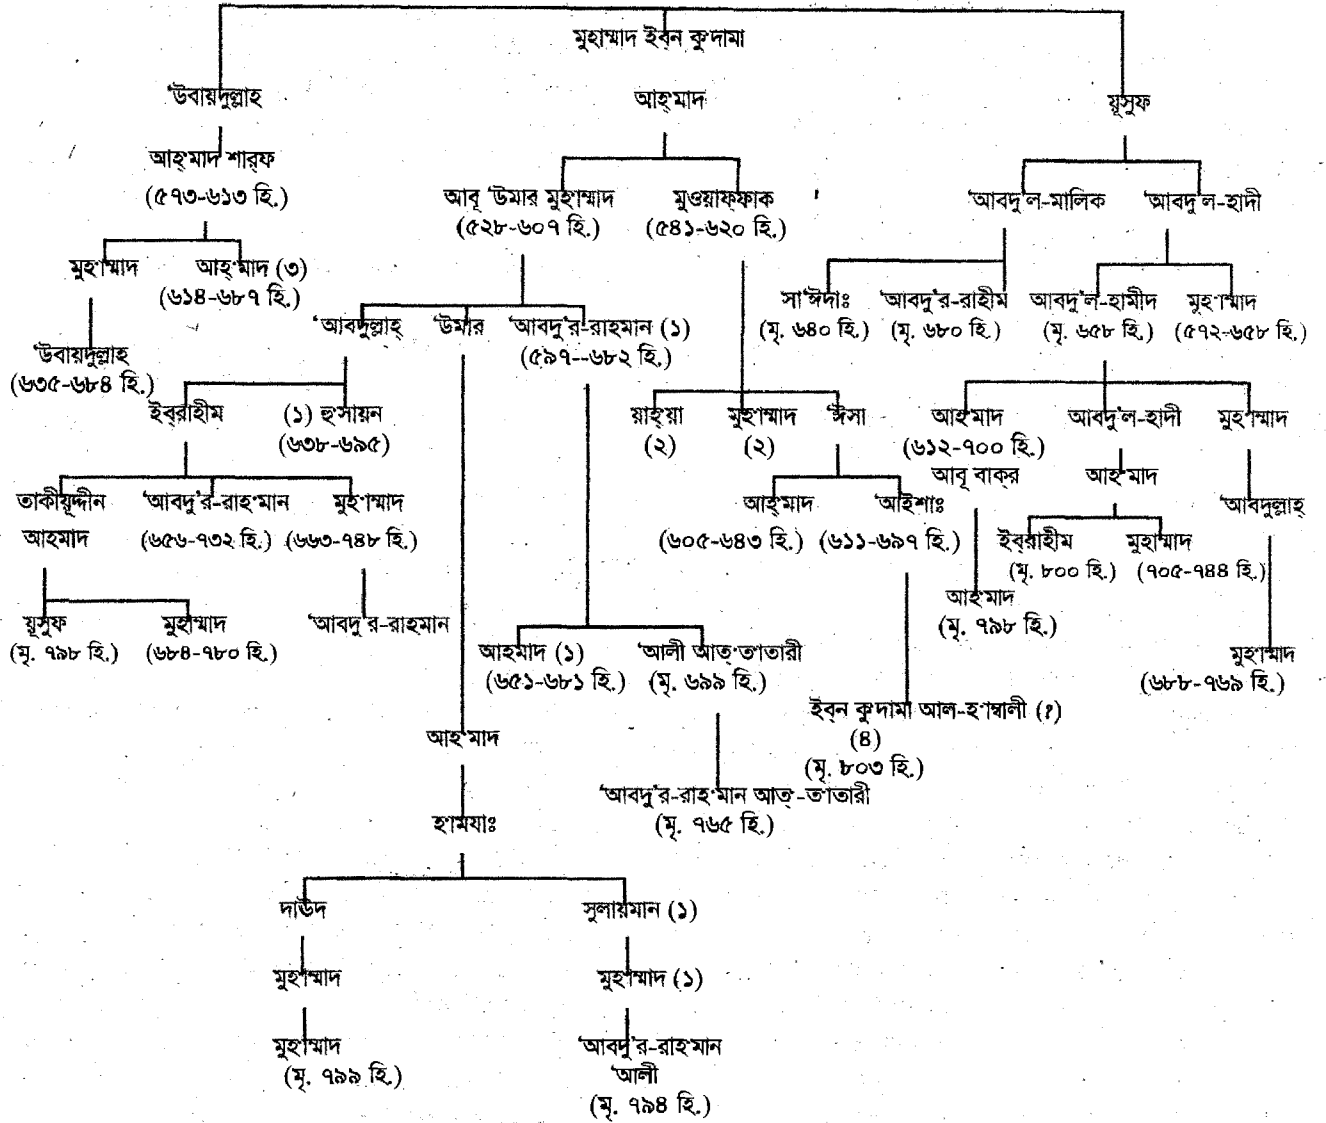 মুহাম্মাদ ইব্‌ন কু'দামা
'উবায়দুল্লাহ
আহ্'মাদ
য়ূসুফ
আহ্'মাদ শার্‌ফ
(৫৭৩-৬১৩ হি.)
আবূ 'উমার মুহ'াম্মাদ
(৫২৮-৬০৭ হি.)
মুওয়াফ্‌ফাক
(৫৪১-৬২০ হি.)
'আবদু'ল-মালিক
'আবদু'ল-হাদী
মুহ'াম্মাদ
আহ্'মাদ (৩)
(৬১৪-৬৮৭ হি.)
সা'ঈদাঃ
(মৃ. ৬৪০ হি.)
'আবদু'র-রাহীম
(মৃ. ৬৮০ হি.)
আবদু'ল-হামীদ
(মৃ. ৬৫৮ হি.)
মুহ'াম্মাদ
(৫৭২-৬৫৮ হি.)
'আবদুল্লাহ্
'উমার
'আবদু'র-রাহমান (১)
(৫৯৭--৬৮২ হি.)
'উবায়দুল্লাহ
(৬৩৫-৬৮৪ হি.)
ইব্‌রাহীম
(১) হু'সায়ন
(৬৩৮-৬৯৫)
য়াহ্'য়া
(২)
মুহ'াম্মাদ
(২)
'ঈসা
আহ'মাদ
(৬১২-৭০০ হি.)
আবূ বাক্‌র
আবদু'ল-হাদী
মুহ'াম্মাদ
তাকীয়ূদ্দীন
আহমাদ
'আবদু'র-রাহ'মান
(৬৫৬-৭৩২ হি.)
মুহ'াম্মাদ
(৬৬৩-৭৪৮ হি.)
আহ্'মাদ
(৬০৫-৬৪৩ হি.)
'আইশাঃ
(৬১১-৬৯৭ হি.)
আহ'মাদ
'আবদুল্লাহ্
ইব্‌রাহীম
(মৃ. ৮০০ হি.)
মুহাম্মাদ
(৭০৫-৭৪৪ হি.)
আহ'মাদ
(মৃ. ৭৯৮ হি.)
য়ূসুফ
(মৃ. ৭৯৮ হি.)
মুহাম্মাদ
(৬৮৪-৭৮০ হি.)
'আবদু'র-রাহমান
আহমাদ (১)
(৬৫১-৬৮১ হি.)
'আলী আত্-ত'াতারী
(মৃ. ৬৯৯ হি.)
মুহ'াম্মাদ
(৬৮৮-৭৬৯ হি.)
ইব্‌ন কু'দামা আল-হ'াম্বালী (?)
(৪)
(মৃ. ৮০৩ হি.)
আহ'মাদ
'আবদু'র-রাহ'মান আত্-ত'াতারী
(মৃ. ৭৬৫ হি.)
হ'ামযাঃ
দাঊদ
সুলায়মান (১)
মুহ'াম্মাদ
মুহ'াম্মাদ (১)
মুহ'াম্মাদ
(মৃ. ৭৯৯ হি.)
'আবদু'র-রাহ'মান
'আলী
(মৃ. ৭৯৪ হি.)